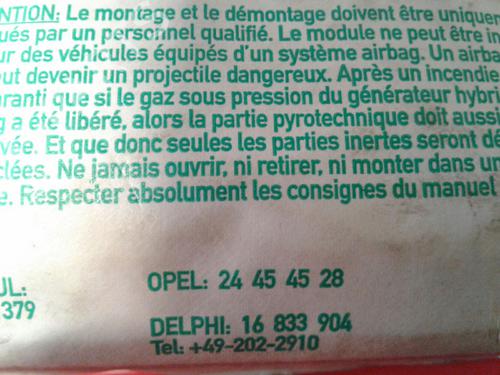 NTION: Le montage et le démontage doivent être unique
ués par un personnel qualifié. Le module ne peut être in
ur des véhicules équipés d'un système airbag. Un airba
ut devenir un projectile dangereux. Après un incendie
ranti que si le gaz sous pression du générateur hybri
g a été libéré, alors la partie pyrotechnique doit aussi
vée. Et que donc seules les parties inertes seront dé
clées. Ne jamais ouvrir, ni retirer, ni monter dans un
e. Respecter absolument les consignes du manuel
UL:
379
OPEL: 24 45 45 28
DELPHI: 16 833 904
Tel: +49-202-2910